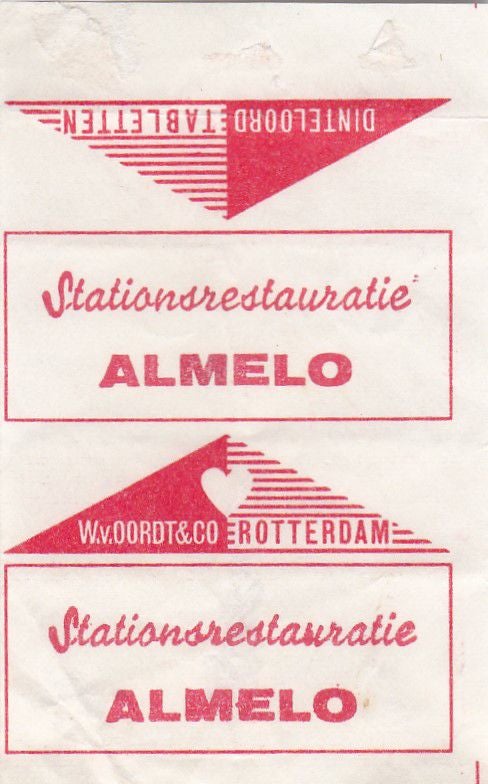 DINTELOORD TABLETTEN
Stationsrestauratie
ALMELO
W.v.OORDT&CO ROTTERDAM
Stationsrestauratie
ALMELO